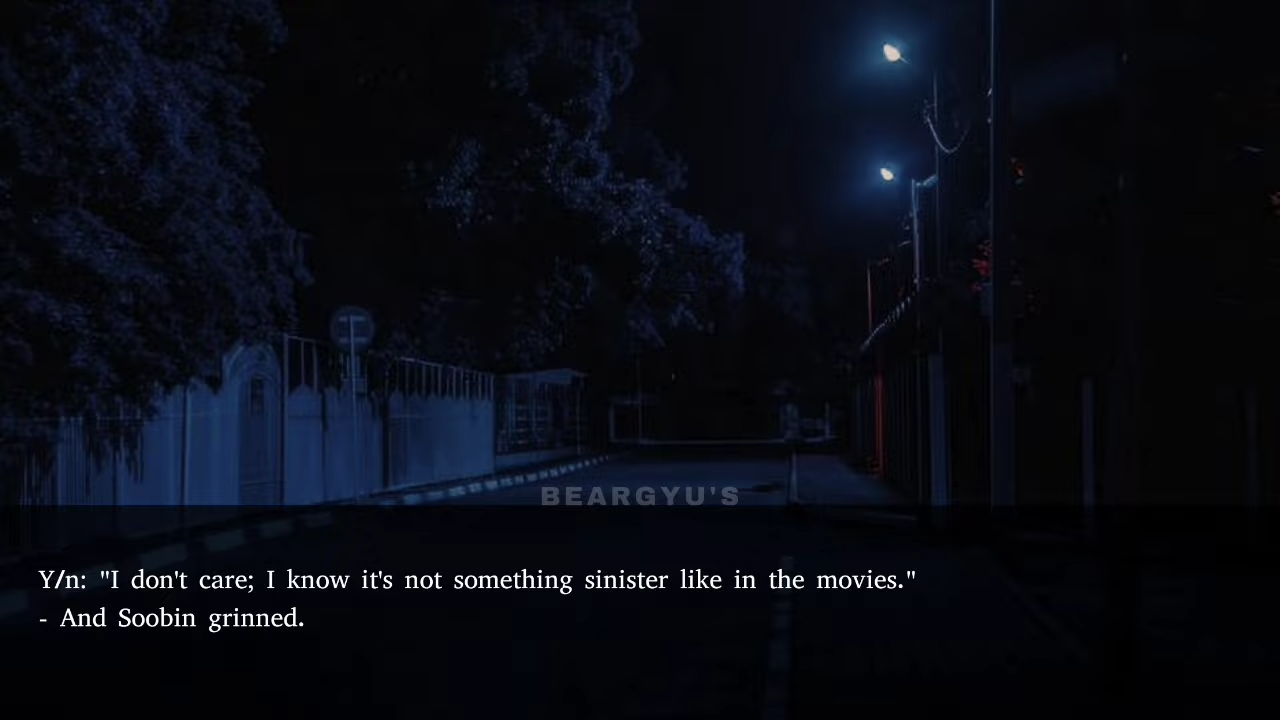 BEARGYU'S
Y/n: "I don't care; I know it's not something sinister like in the movies."
- And Soobin grinned.